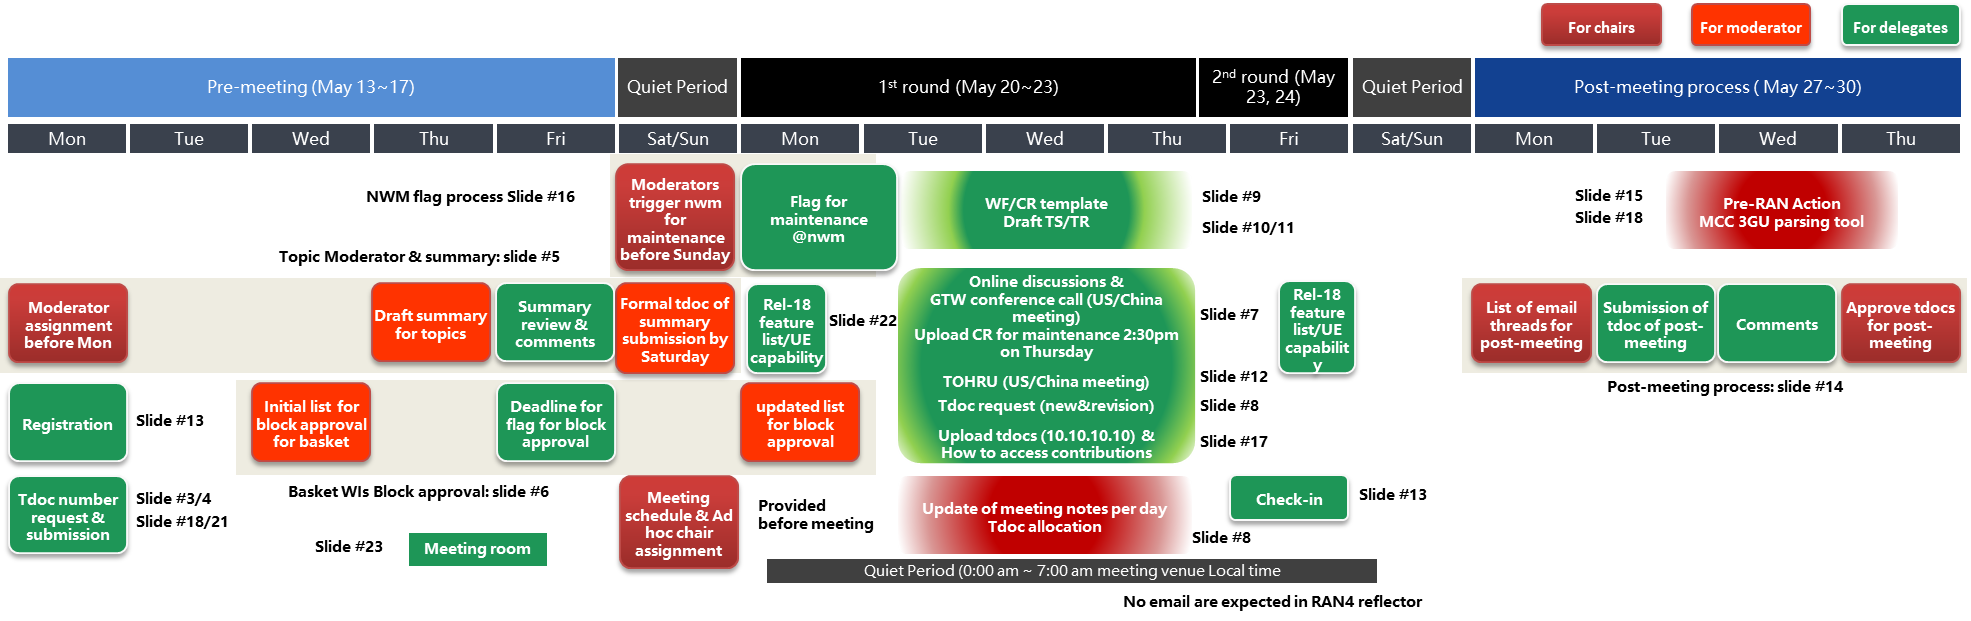 For chairs
For moderator
For delegates
Pre-meeting (May 13~17)
Quiet Period
1st round (May 20~23)
2nd round (May
23, 24)
Quiet Period
Post-meeting process ( May 27~30)
Mon
Tue
Wed
Thu
Fri
Sat/Sun
Mon
Tue
Wed
Thu
Fri
Sat/Sun
Mon
Tue
Wed
Thu
NWM flag process Slide #16
Topic Moderator & summary: slide #5
Moderators
trigger nwm
for
maintenance
before Sunday
Flag for
maintenance
@nwm
WF/CR template
Draft TS/TR
Slide #9
Slide #10/11
Slide #15
Slide #18
Pre-RAN Action
MCC 3GU parsing tool
Moderator
assignment
before Mon
Draft summary
for topics
Summary
review &
comments
Formal tdoc of
summary
submission by
Saturday
Rel-18
feature
list/UE
capability
Slide #22
Online discussions &
GTW conference call (US/China
meeting)
Upload CR for maintenance 2:30pm
on Thursday
TOHRU (US/China meeting)
Tdoc request (new&revision)
Upload tdocs (10.10.10.10) &
How to access contributions
Slide #7
Slide #12
Slide #8
Slide #17
Rel-18
feature
list/UE
capabilit
y
List of email
threads for
post-meeting
Submission of
tdoc of post-
meeting
Comments
Approve tdocs
for post-
meeting
Post-meeting process: slide #14
Registration
Slide #13
Initial list for
block approval
for basket
Deadline for
flag for block
approval
updated list
for block
approval
Tdoc number
request &
submission
Slide #3/4
Slide #18/21
Basket WIs Block approval: slide #6
Slide #23
Meeting room
Meeting
schedule & Ad
hoc chair
assignment
Provided
before meeting
Update of meeting notes per day
Tdoc allocation
Slide #8
Check-in
Slide #13
Quiet Period (0:00 am ~ 7:00 am meeting venue Local time
No email are expected in RAN4 reflector